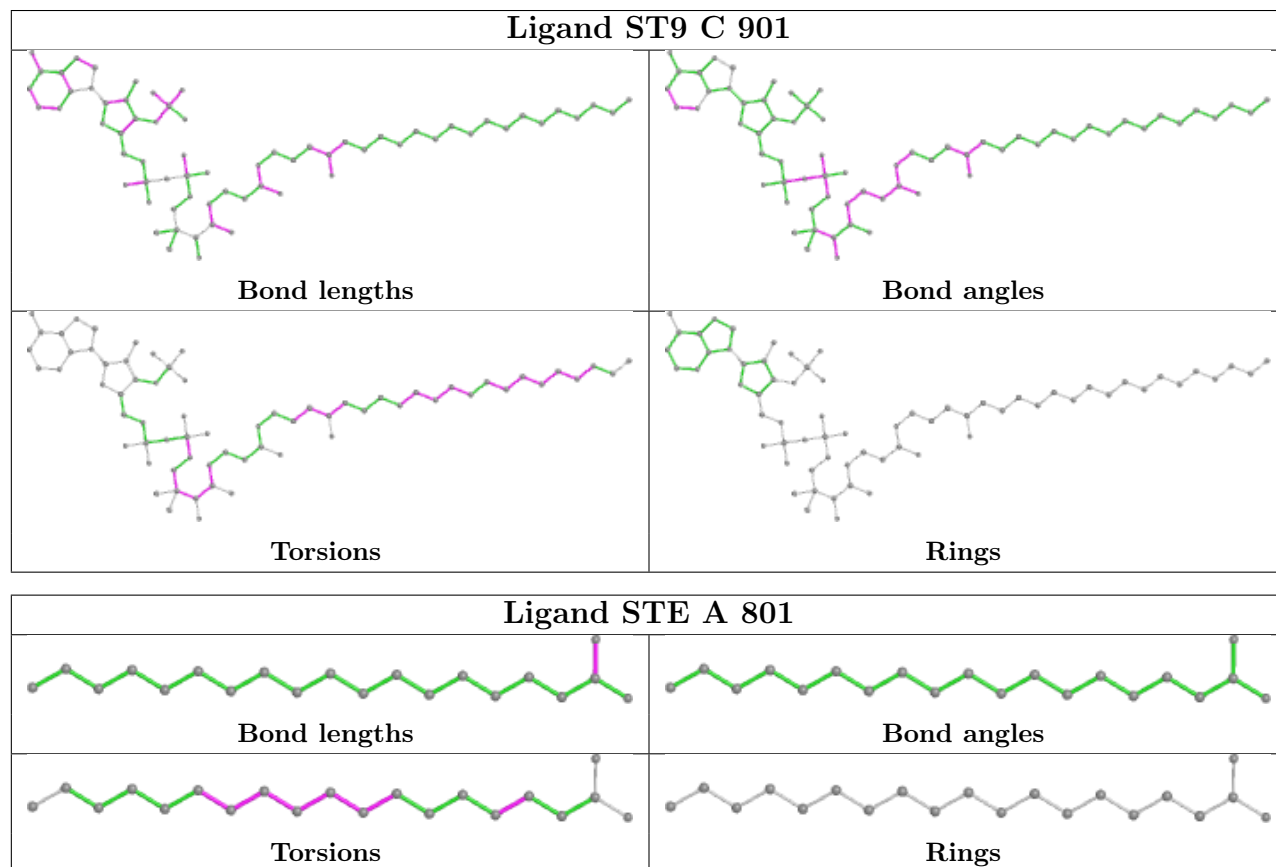 Ligand ST9 C 901
Bond lengths
Bond angles
Torsions
Rings
Ligand STE A 801
Bond lengths
Bond angles
Torsions
Rings